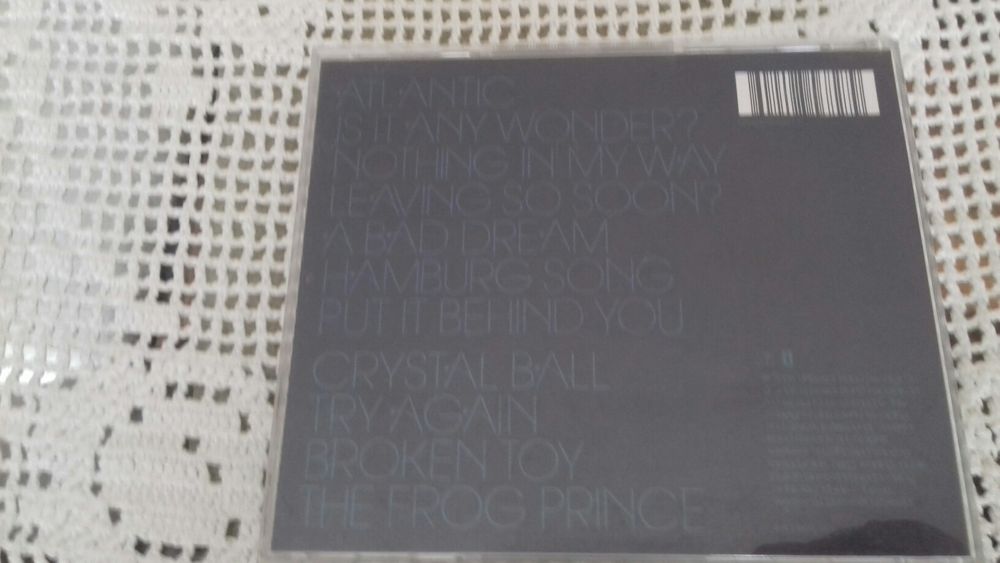 ATLANTIC
IS IT ANY WONDER?
NOTHING IN MY WAY
LEAVING SO SOON?
A BAD DREAM
HAMBURG SONG
PUT IT BEHIND YOU
CRYSTAL BALL
TRY AGAIN
BROKEN TOY
THE FROG PRINCE